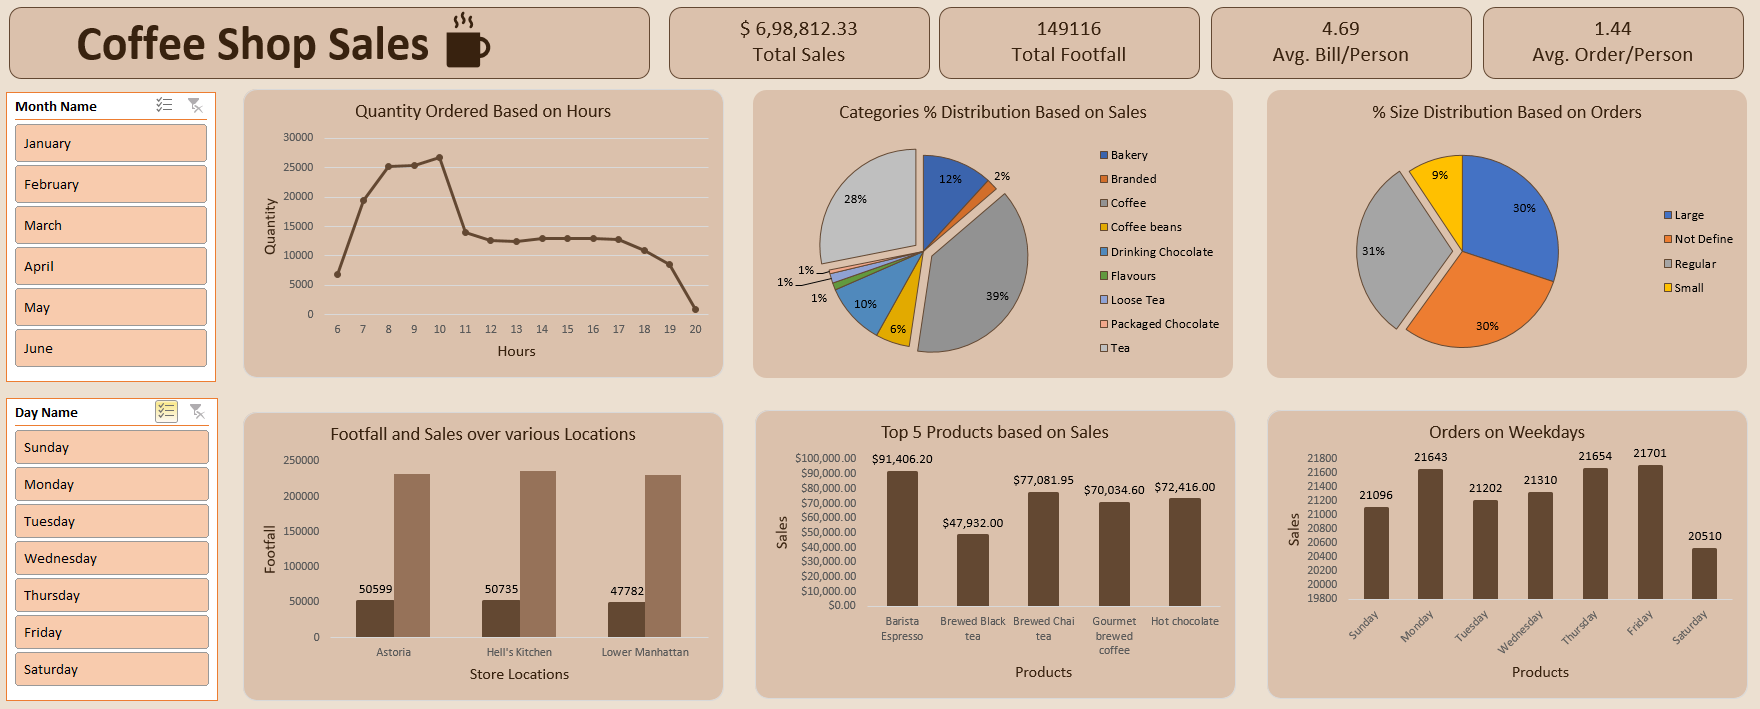 Coffee Shop Sales
$ 6,98,812.33
Total Sales
149116
Total Footfall
4.69
Avg. Bill/Person
1.44
Avg. Order/Person
Month Name
January
February
March
April
May
June
Day Name
Sunday
Monday
Tuesday
Wednesday
Thursday
Friday
Saturday
Quantity Ordered Based on Hours
Quantity
30000
25000
20000
15000
10000
5000
0
6 7 8 9 10 11 12 13 14 15 16 17 18 19 20
Hours
Categories % Distribution Based on Sales
12%
2%
39%
6%
10%
1%
1%
1%
28%
Bakery
Branded
Coffee
Coffee beans
Drinking Chocolate
Flavours
Loose Tea
Packaged Chocolate
Tea
% Size Distribution Based on Orders
30%
30%
31%
9%
Large
Not Define
Regular
Small
Footfall and Sales over various Locations
Footfall
250000
200000
150000
100000
50000
0
50599 50735 47782
Astoria Hell's Kitchen Lower Manhattan
Store Locations
Top 5 Products based on Sales
Sales
$100,000.00
$90,000.00
$80,000.00
$70,000.00
$60,000.00
$50,000.00
$40,000.00
$30,000.00
$20,000.00
$10,000.00
$0.00
$91,406.20
$47,932.00
$77,081.95
$70,034.60
$72,416.00
Barista
Espresso
Brewed Black
tea
Brewed Chai
tea
Gourmet
brewed
coffee
Hot chocolate
Products
Orders on Weekdays
Sales
21800
21600
21400
21200
21000
20800
20600
20400
20200
20000
19800
21096
21643
21202
21310
21654
21701
20510
Sunday
Monday
Tuesday
Wednesday
Thursday
Friday
Saturday
Products